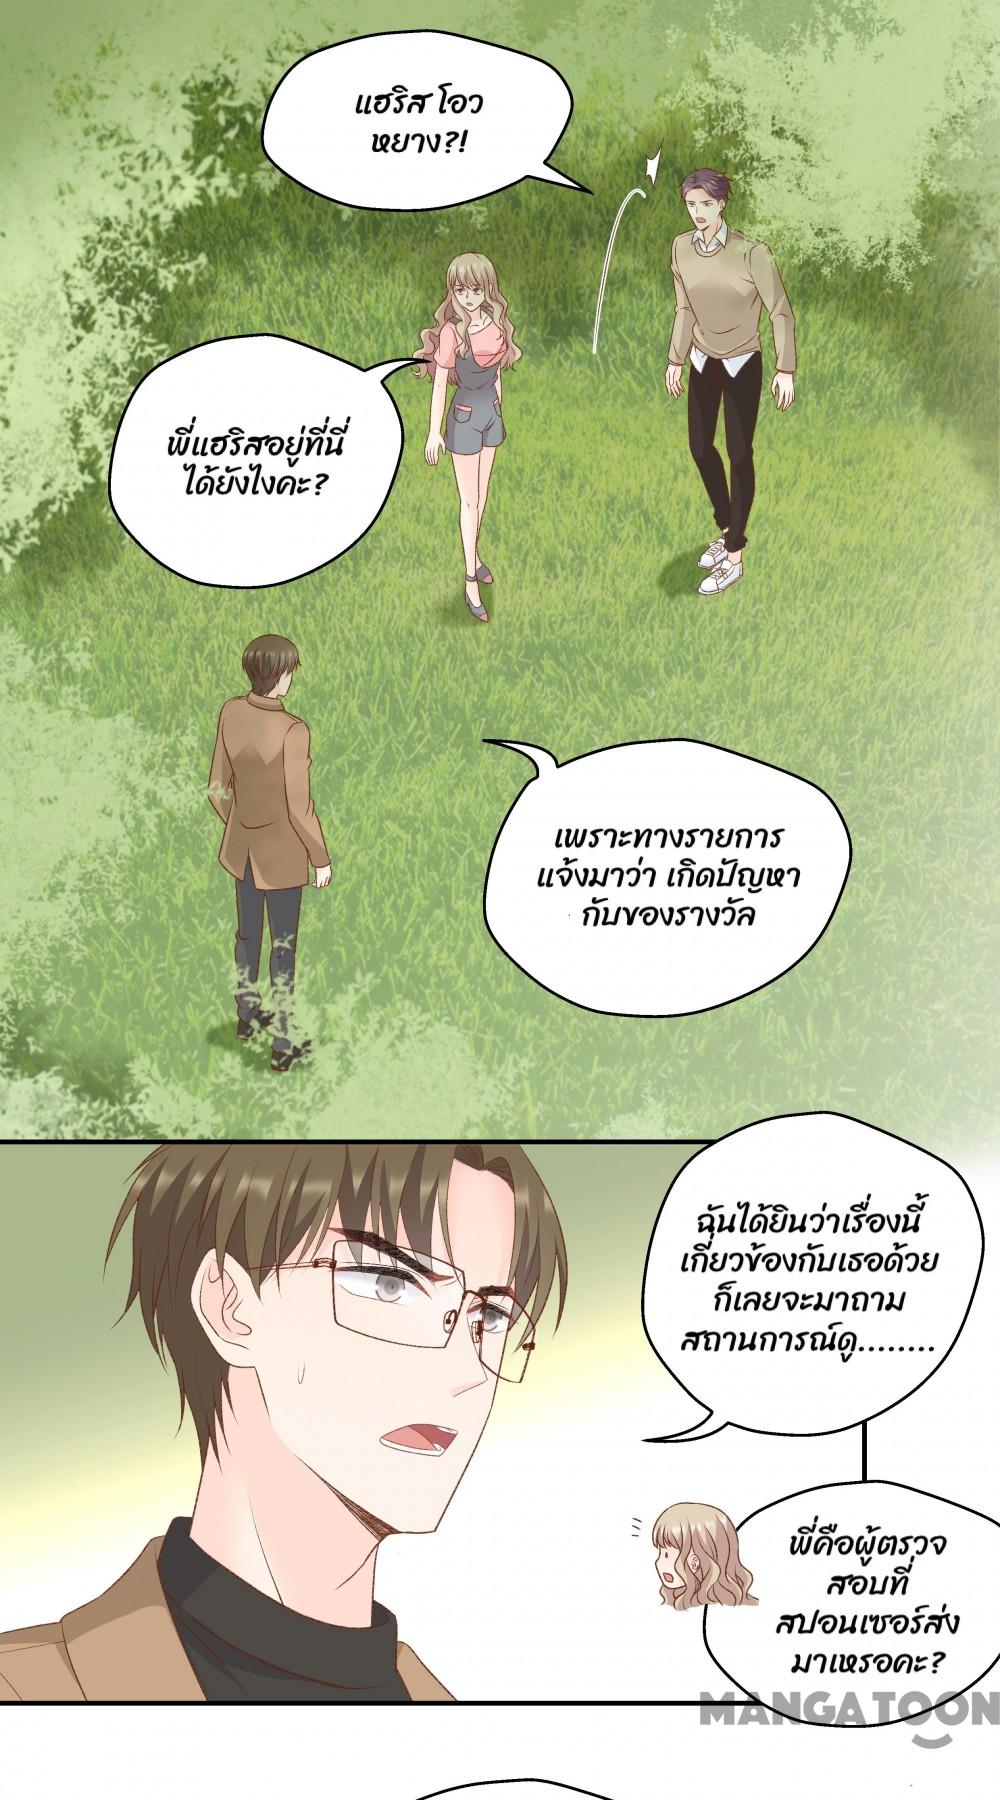 แฮริส โอว
หยาง?!
พี่แฮริสอยู่ที่นี่
ได้ยังไงคะ?
เพราะทางรายการ
แจ้งมาว่า เกิดปัญหา
กับของรางวัล
ฉันได้ยินว่าเรื่องนี้
เกี่ยวข้องกับเธอด้วย
ก็เลยจะมาถาม
สถานการณ์ดู........
พี่คือผู้ตรวจ
สอบที่
สปอนเซอร์ส่ง
มาเหรอคะ?
MANGATOON